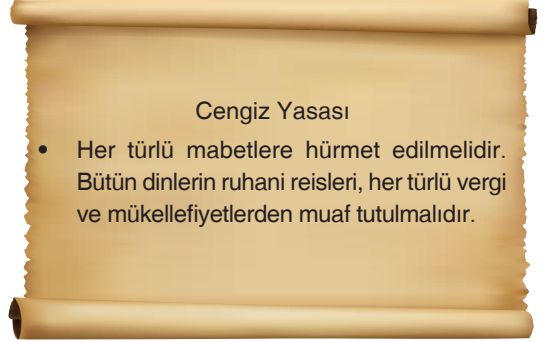 Cengiz Yasası
• Her türlü mabetlere hürmet edilmelidir.
Bütün dinlerin ruhani reisleri, her türlü vergi
ve mükellefiyetlerden muaf tutulmalıdır.